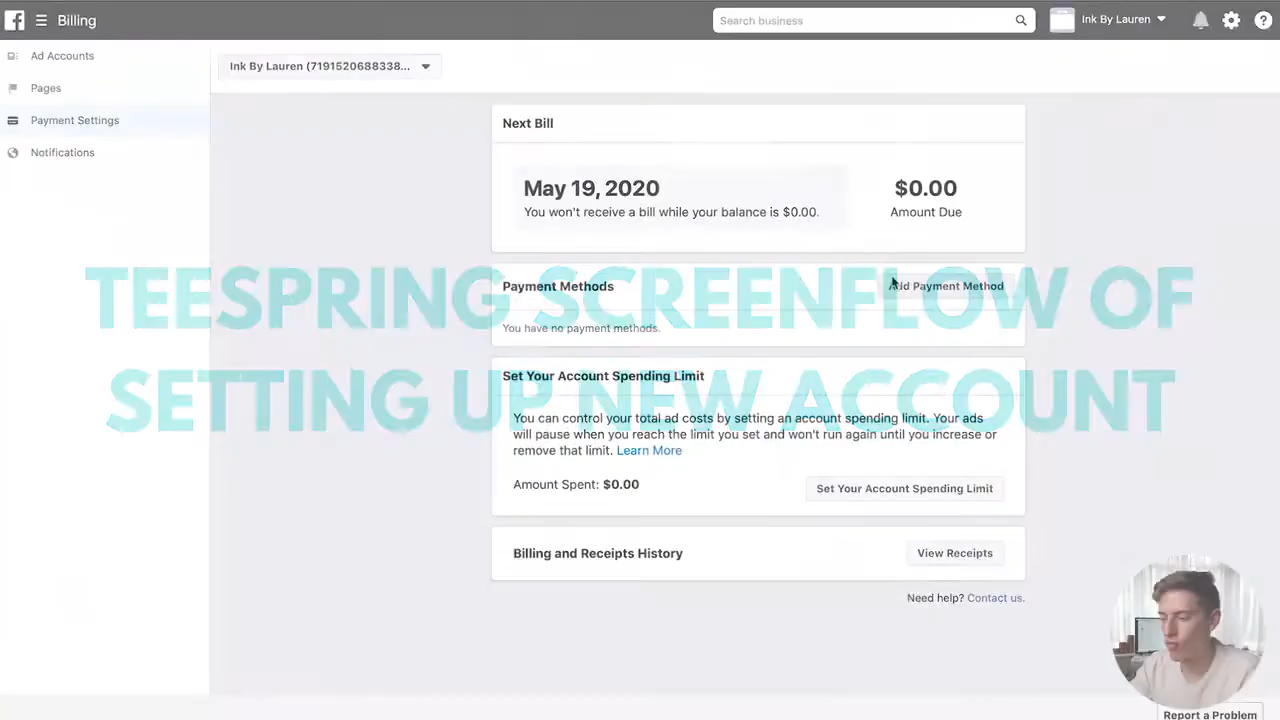 Billing
Search business
Ink By Lauren
Ad Accounts
Pages
Payment Settings
Notifications
Ink By Lauren (7191520688338...
Next Bill
May 19, 2020
You won't receive a bill while your balance is $0.00.
$0.00
Amount Due
TEESPRING SCREENFLOW OF
SETTING UP NEW ACCOUNT
Payment Methods
Add Payment Method
You have no payment methods.
Set Your Account Spending Limit
You can control your total ad costs by setting an account spending limit. Your ads
will pause when you reach the limit you set and won't run again until you increase or
remove that limit. Learn More
Amount Spent: $0.00
Set Your Account Spending Limit
Billing and Receipts History
View Receipts
Need help? Contact us.
Report a Problem